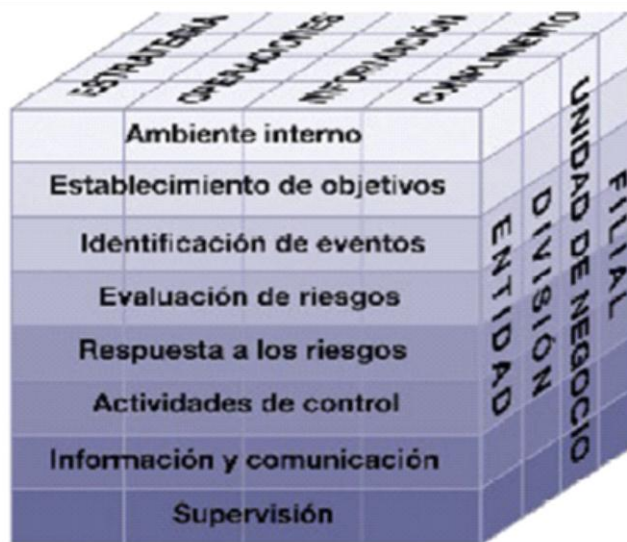 ESTRATEGIA
OPERACIONES
INFORMACIÓN
CUMPLIMIENTO
Ambiente interno
Establecimiento de objetivos
Identificación de eventos
Evaluación de riesgos
Respuesta a los riesgos
Actividades de control
Información y comunicación
Supervisión
ENTIDAD
DIVISIÓN
UNIDAD DE NEGOCIO
FILIAL